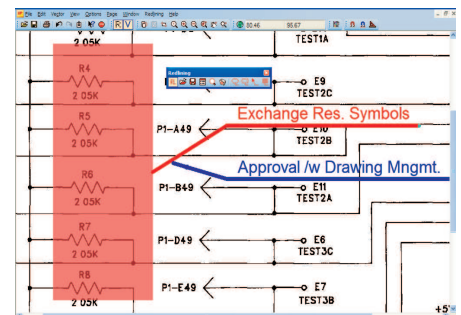 File Edit Vector View Options Page Window Redlining Help
R V 80.46 98.67
2 05K
TEST1A
R4
Redlining
E9
2 05K
TEST2C
Exchange Res. Symbols
R5
P1-A49
E10
2 05K
TEST2B
Approval /w Drawing Mngmt.
R6
P1-B49
E11
2 05K
TEST2A
R7
P1-D49
E6
2 05K
TEST3C
R8
P1-E49
E7
2 05K
TEST3B